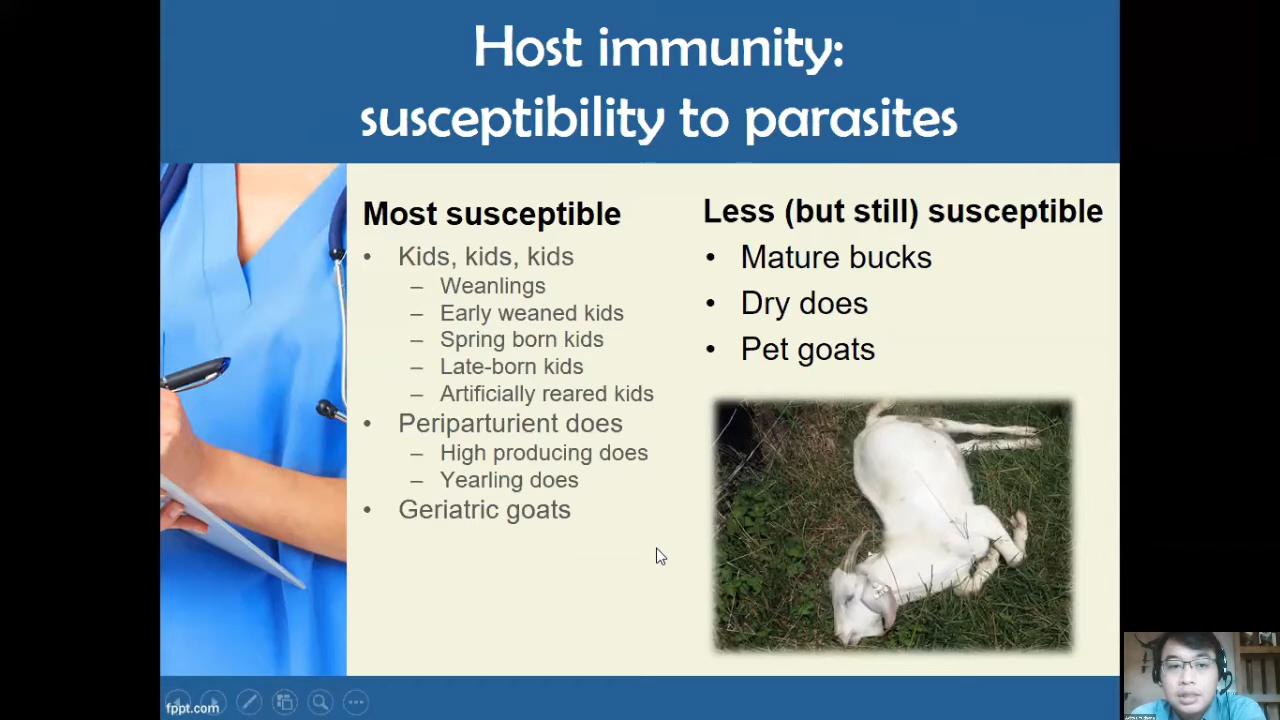 Host immunity:
susceptibility to parasites
Most susceptible
• Kids, kids, kids
– Weanlings
– Early weaned kids
– Spring born kids
– Late-born kids
– Artificially reared kids
• Periparturient does
– High producing does
– Yearling does
• Geriatric goats
Less (but still) susceptible
• Mature bucks
• Dry does
• Pet goats
fppt.com